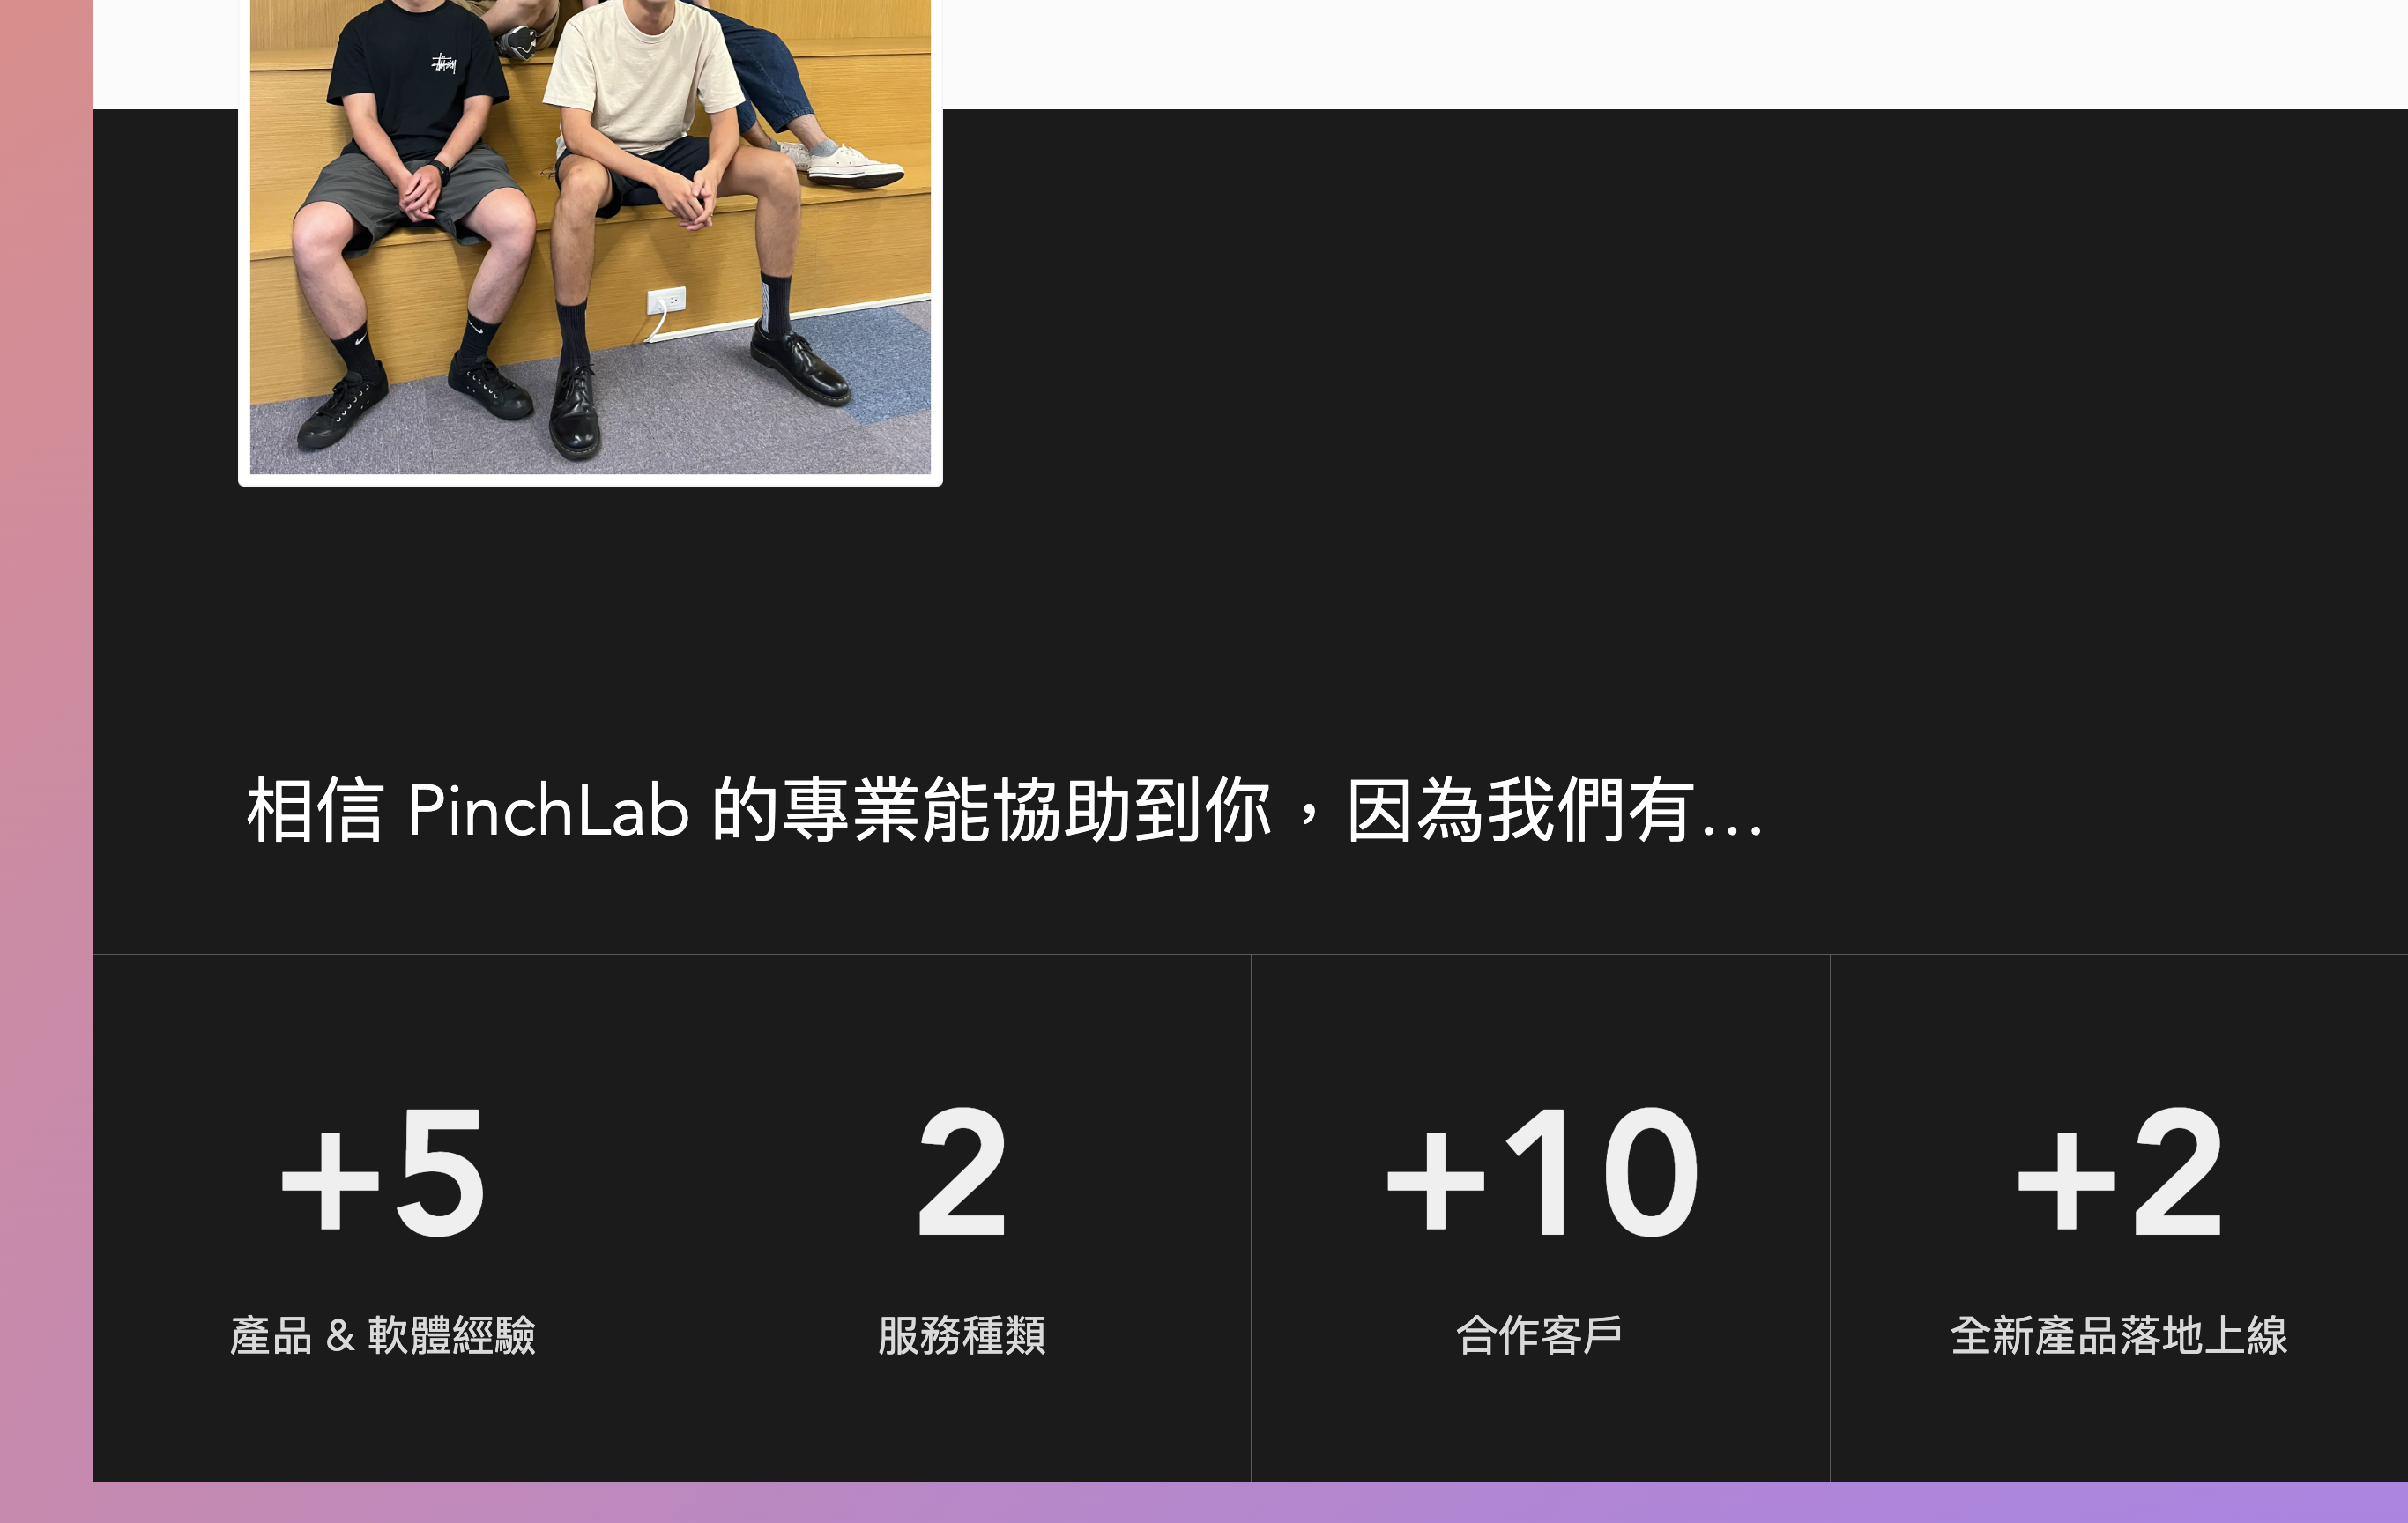 相信 PinchLab 的專業能協助到你，因為我們有...
+5
產品 & 軟體經驗
2
服務種類
+10
合作客戶
+2
全新產品落地上線